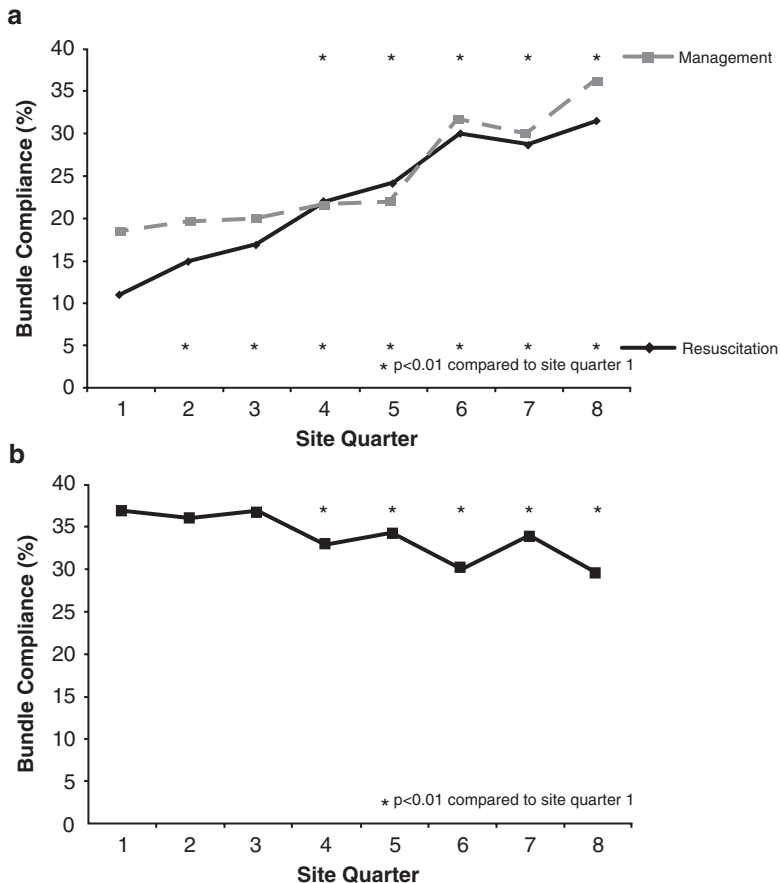 a
40
35
30
25
20
15
10
5
0
Bundle Compliance (%)
* * * * *
Management
* * * * * * *
Resuscitation
* p<0.01 compared to site quarter 1
1 2 3 4 5 6 7 8
Site Quarter
b
40
35
30
25
20
15
10
5
0
Bundle Compliance (%)
* * * * *
* p<0.01 compared to site quarter 1
1 2 3 4 5 6 7 8
Site Quarter